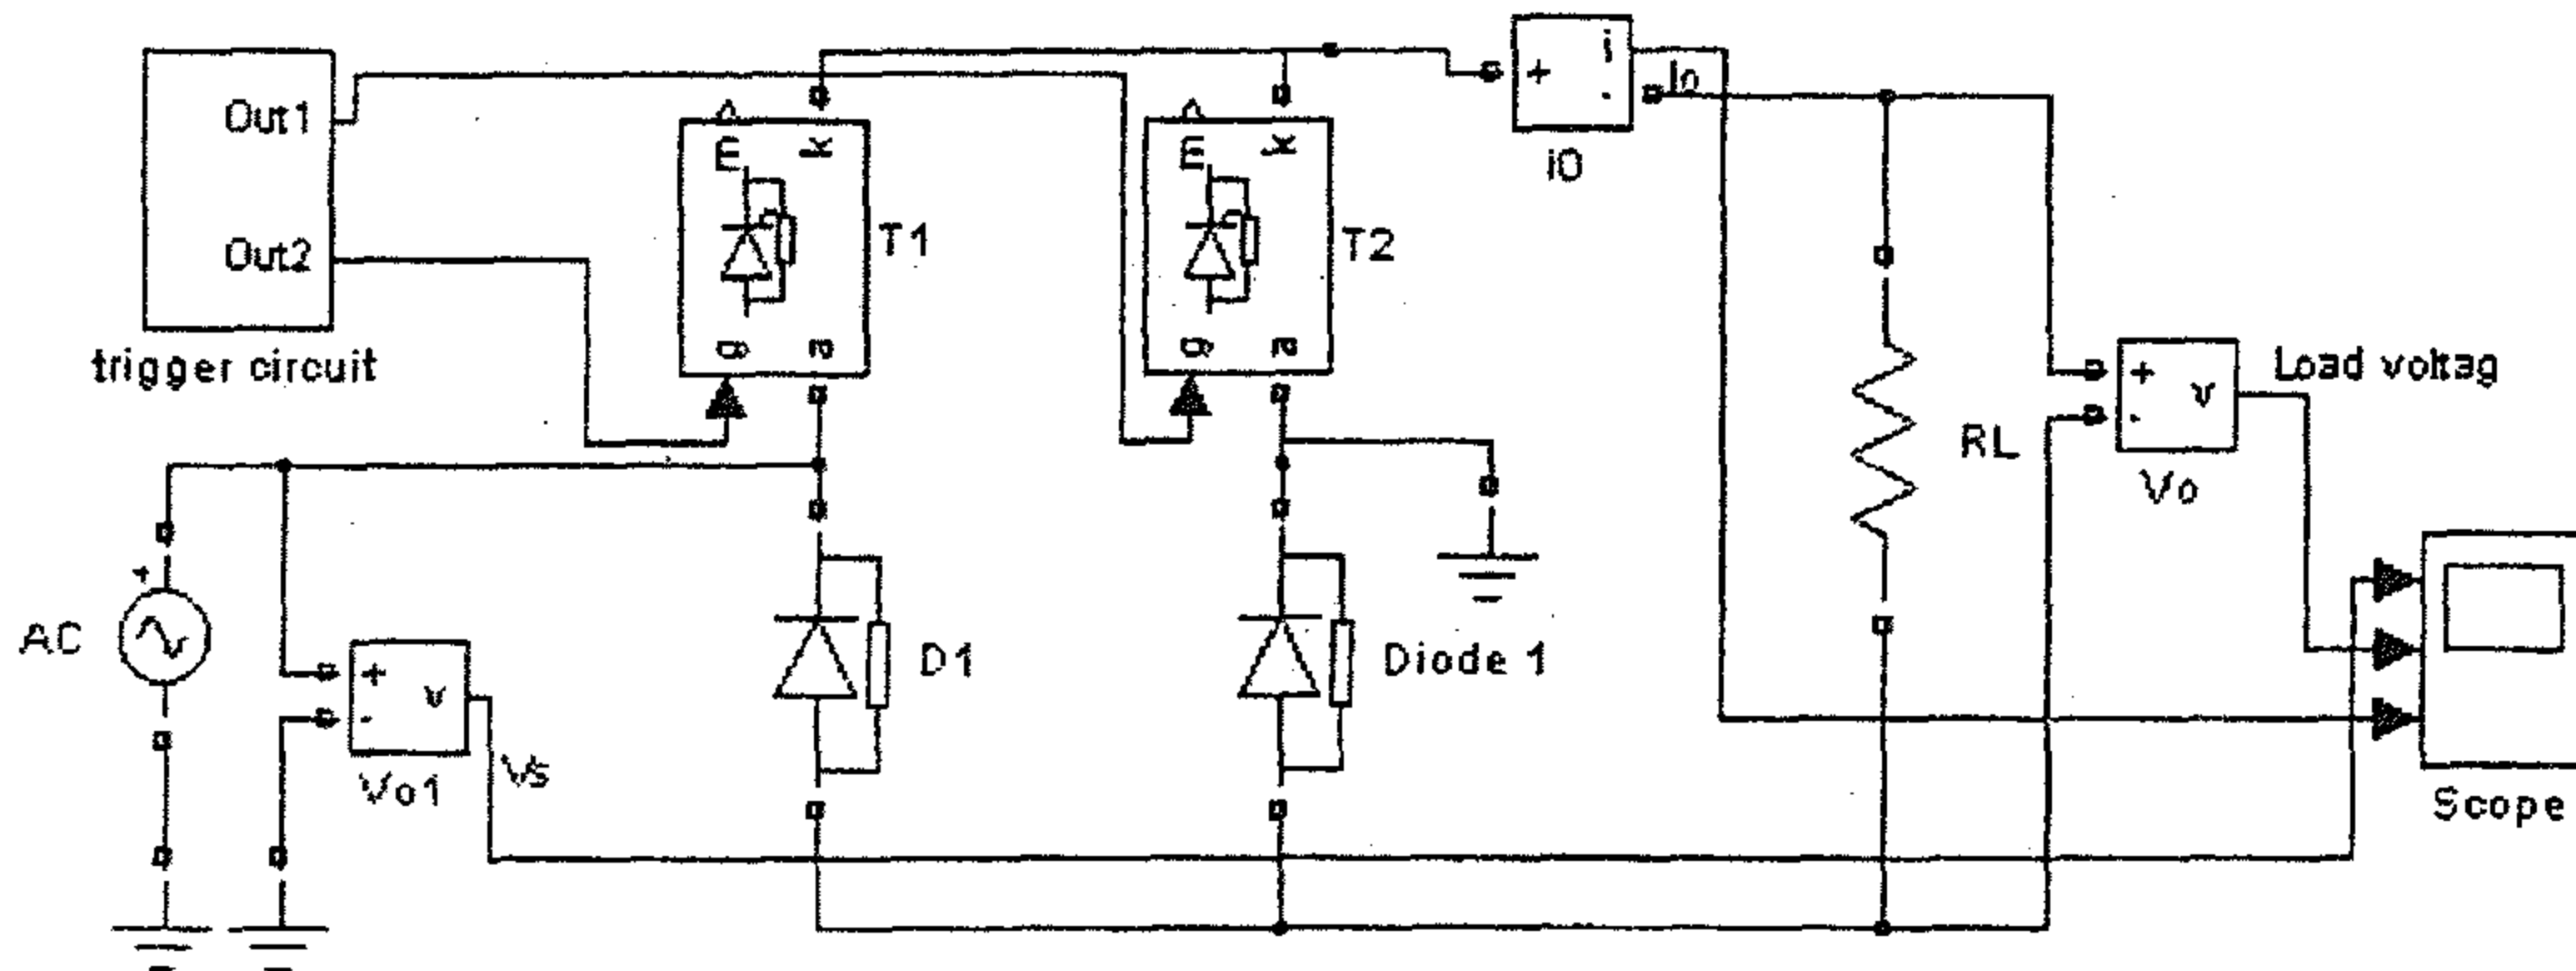 Out1
Out2
trigger circuit
m k
g a
T1
m k
g a
T2
+ i
-
Io
i0
RL
+ v
-
Vo
Load voltag
Scope
AC
+
+ v
-
Vo1
Vs
D1
Diode 1